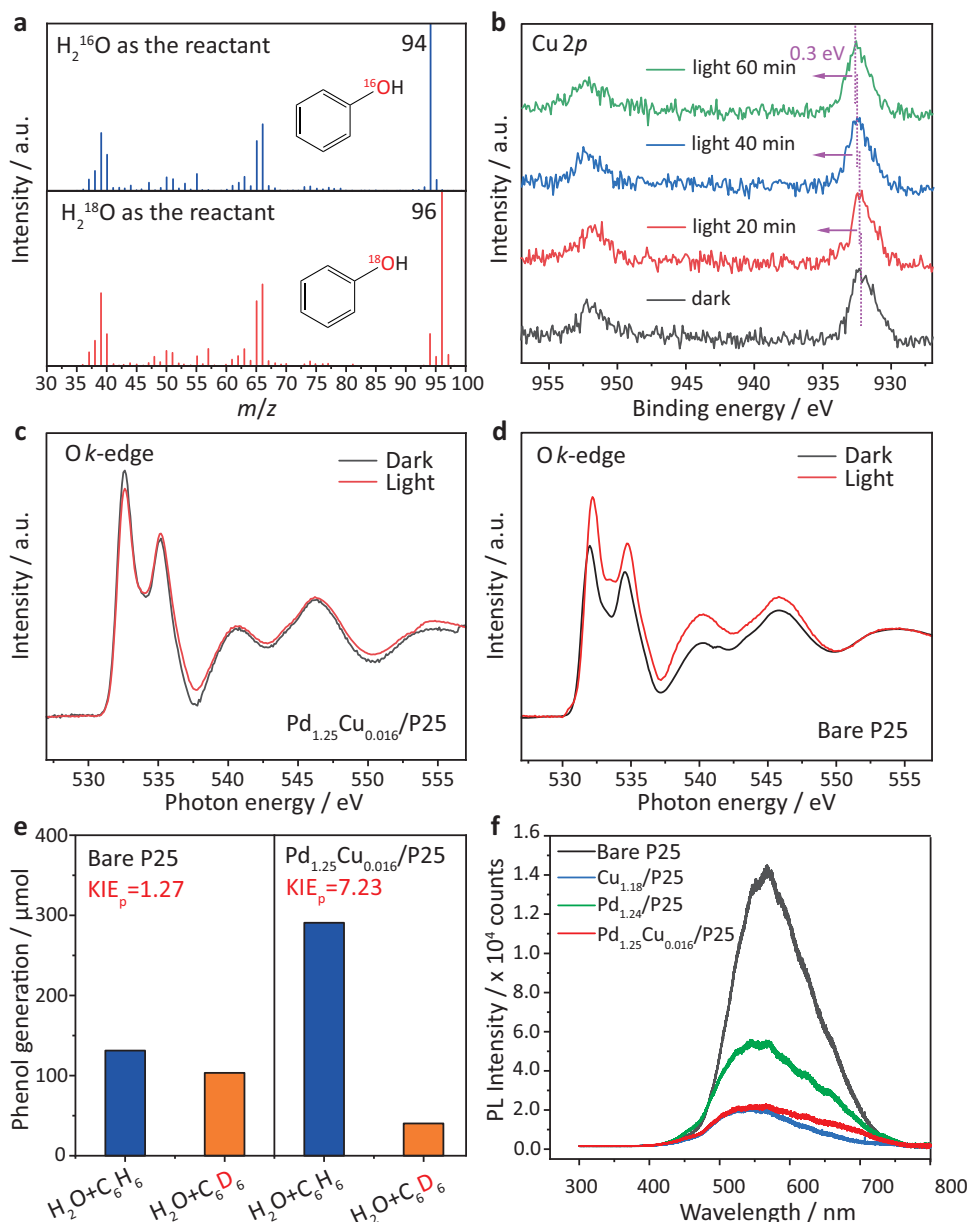 a
H₂¹⁶O as the reactant
94
¹⁶OH
H₂¹⁸O as the reactant
96
¹⁸OH
Intensity / a.u.
30 35 40 45 50 55 60 65 70 75 80 85 90 95 100
m/z
b
Cu 2p
0.3 eV
light 60 min
light 40 min
light 20 min
dark
Intensity / a.u.
955 950 945 940 935 930
Binding energy / eV
c
O k-edge
Dark
Light
Intensity / a.u.
Pd₁.₂₅Cu₀.₀₁₆/P25
530 535 540 545 550 555
Photon energy / eV
d
O k-edge
Dark
Light
Intensity / a.u.
Bare P25
530 535 540 545 550 555
Photon energy / eV
e
400
300
200
100
0
Phenol generation / μmol
Bare P25
KIEₚ=1.27
Pd₁.₂₅Cu₀.₀₁₆/P25
KIEₚ=7.23
H₂O+C₆H₆
H₂O+C₆D₆
H₂O+C₆H₆
H₂O+C₆D₆
f
1.6
1.4
1.2
1.0
8.0
6.0
4.0
2.0
0.0
PL Intensity / x 10⁴ counts
Bare P25
Cu₁.₁₈/P25
Pd₁.₂₄/P25
Pd₁.₂₅Cu₀.₀₁₆/P25
300 400 500 600 700 800
Wavelength / nm